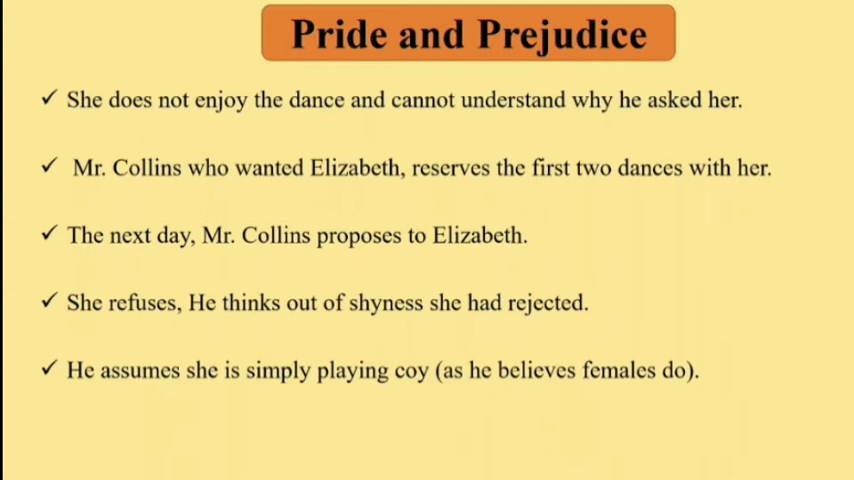 Pride and Prejudice
✓ She does not enjoy the dance and cannot understand why he asked her.
✓ Mr. Collins who wanted Elizabeth, reserves the first two dances with her.
✓ The next day, Mr. Collins proposes to Elizabeth.
✓ She refuses, He thinks out of shyness she had rejected.
✓ He assumes she is simply playing coy (as he believes females do).